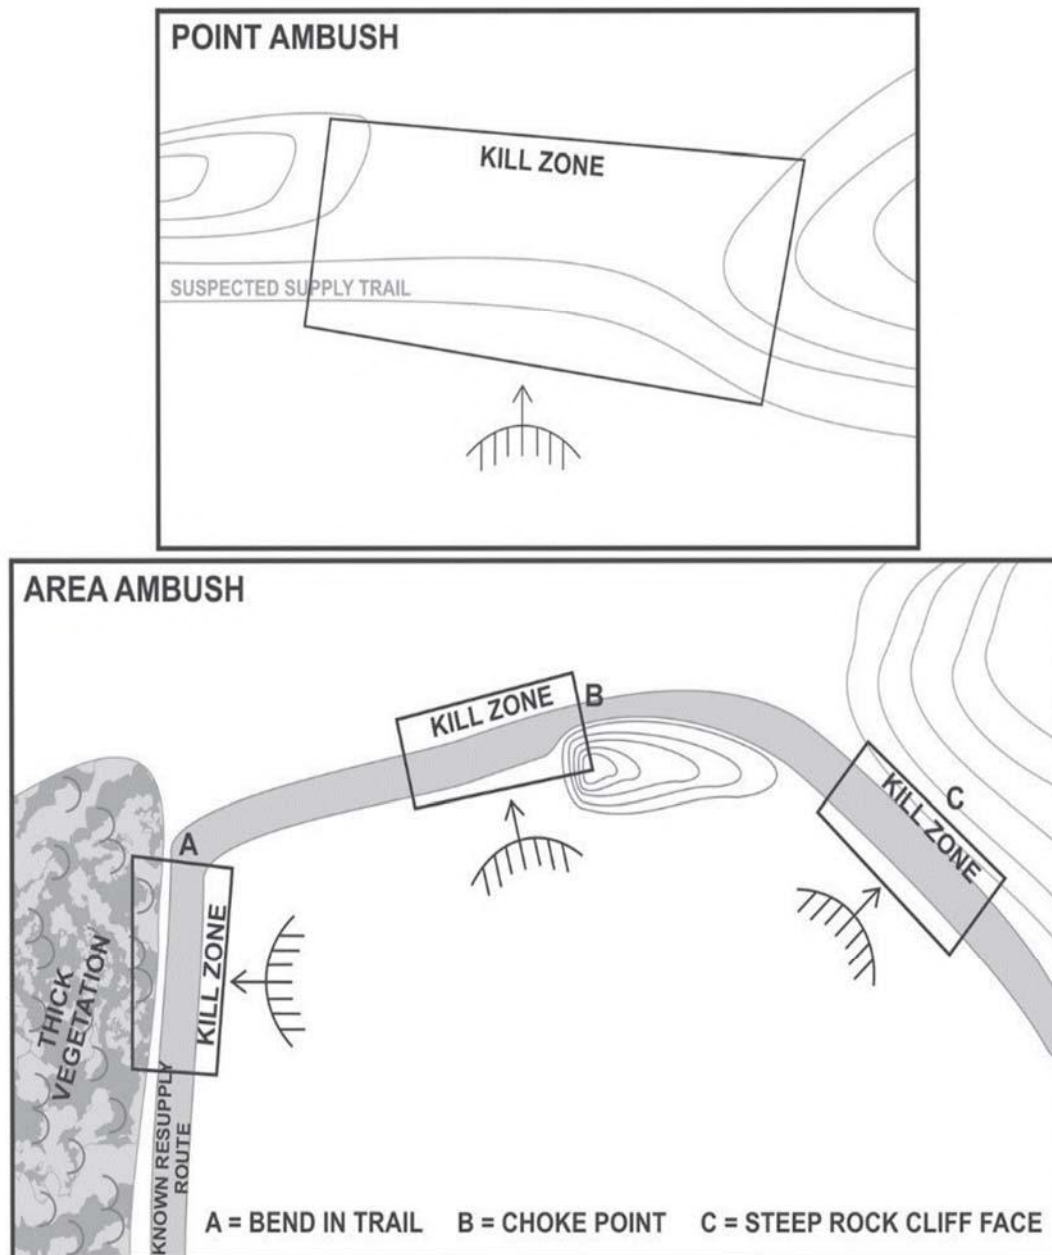 POINT AMBUSH
KILL ZONE
SUSPECTED SUPPLY TRAIL
AREA AMBUSH
KILL ZONE
B
KILL ZONE
C
A
KILL ZONE
THICK
VEGETATION
KNOWN RESUPPLY
ROUTE
A = BEND IN TRAIL B = CHOKE POINT C = STEEP ROCK CLIFF FACE